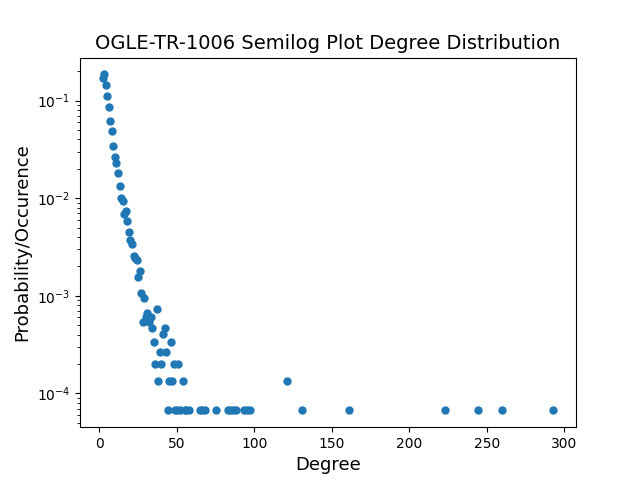 OGLE-TR-1006 Semilog Plot Degree Distribution
Probability/Occurence
10⁻¹
10⁻²
10⁻³
10⁻⁴
0 50 100 150 200 250 300
Degree